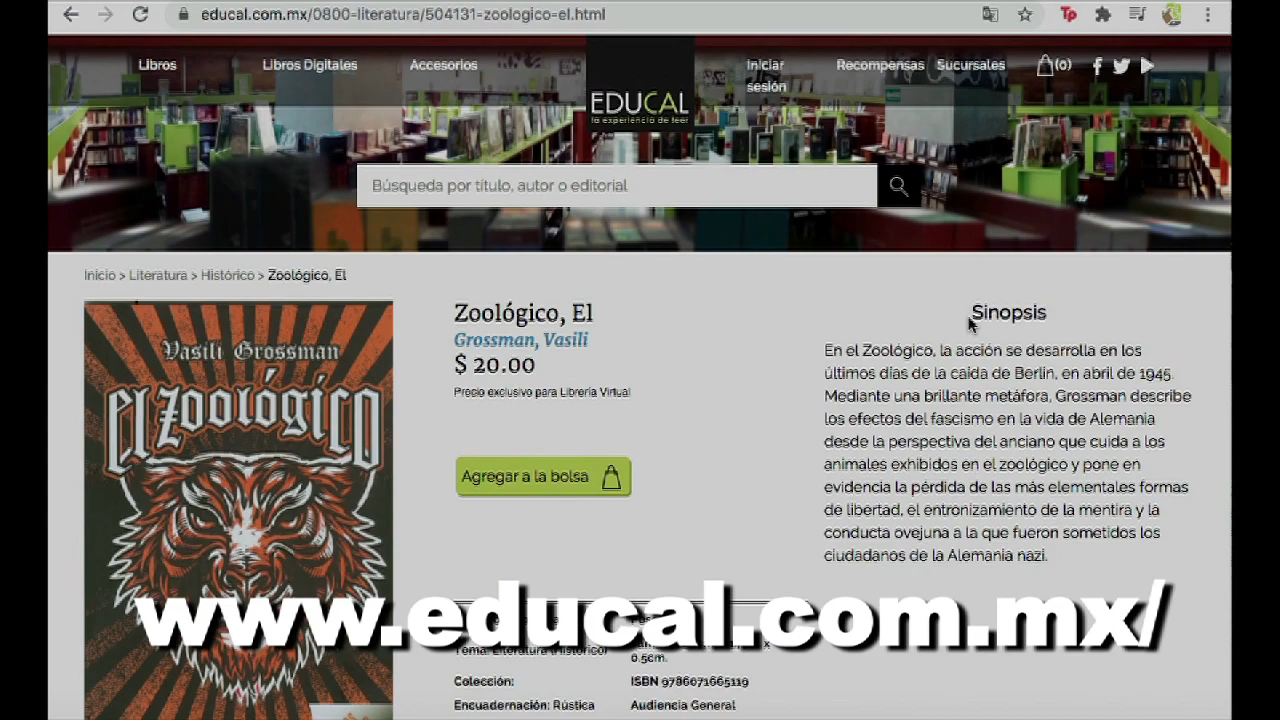 educal.com.mx/0800-literatura/504131-zoologico-el.html
Libros
Libros Digitales
Accesorios
EDUCAL
la experiencia de leer
Iniciar
sesión
Recompensas
Sucursales
(0)
Búsqueda por título, autor o editorial
Inicio > Literatura > Histórico > Zoológico, El
Vasili Grossman
el zoológico
Zoológico, El
Grossman, Vasili
$ 20.00
Precio exclusivo para Librería Virtual
Agregar a la bolsa
Sinopsis
En el Zoológico, la acción se desarrolla en los
últimos días de la caida de Berlín, en abril de 1945.
Mediante una brillante metáfora, Grossman describe
los efectos del fascismo en la vida de Alemania
desde la perspectiva del anciano que cuida a los
animales exhibidos en el zoológico y pone en
evidencia la pérdida de las más elementales formas
de libertad, el entronizamiento de la mentira y la
conducta ovejuna a la que fueron sometidos los
ciudadanos de la Alemania nazi.
www.educal.com.mx/
Tema: Literatura (Histórico)
0.5cm.
Colección:
ISBN 9786071665119
Encuadernación: Rústica
Audiencia General